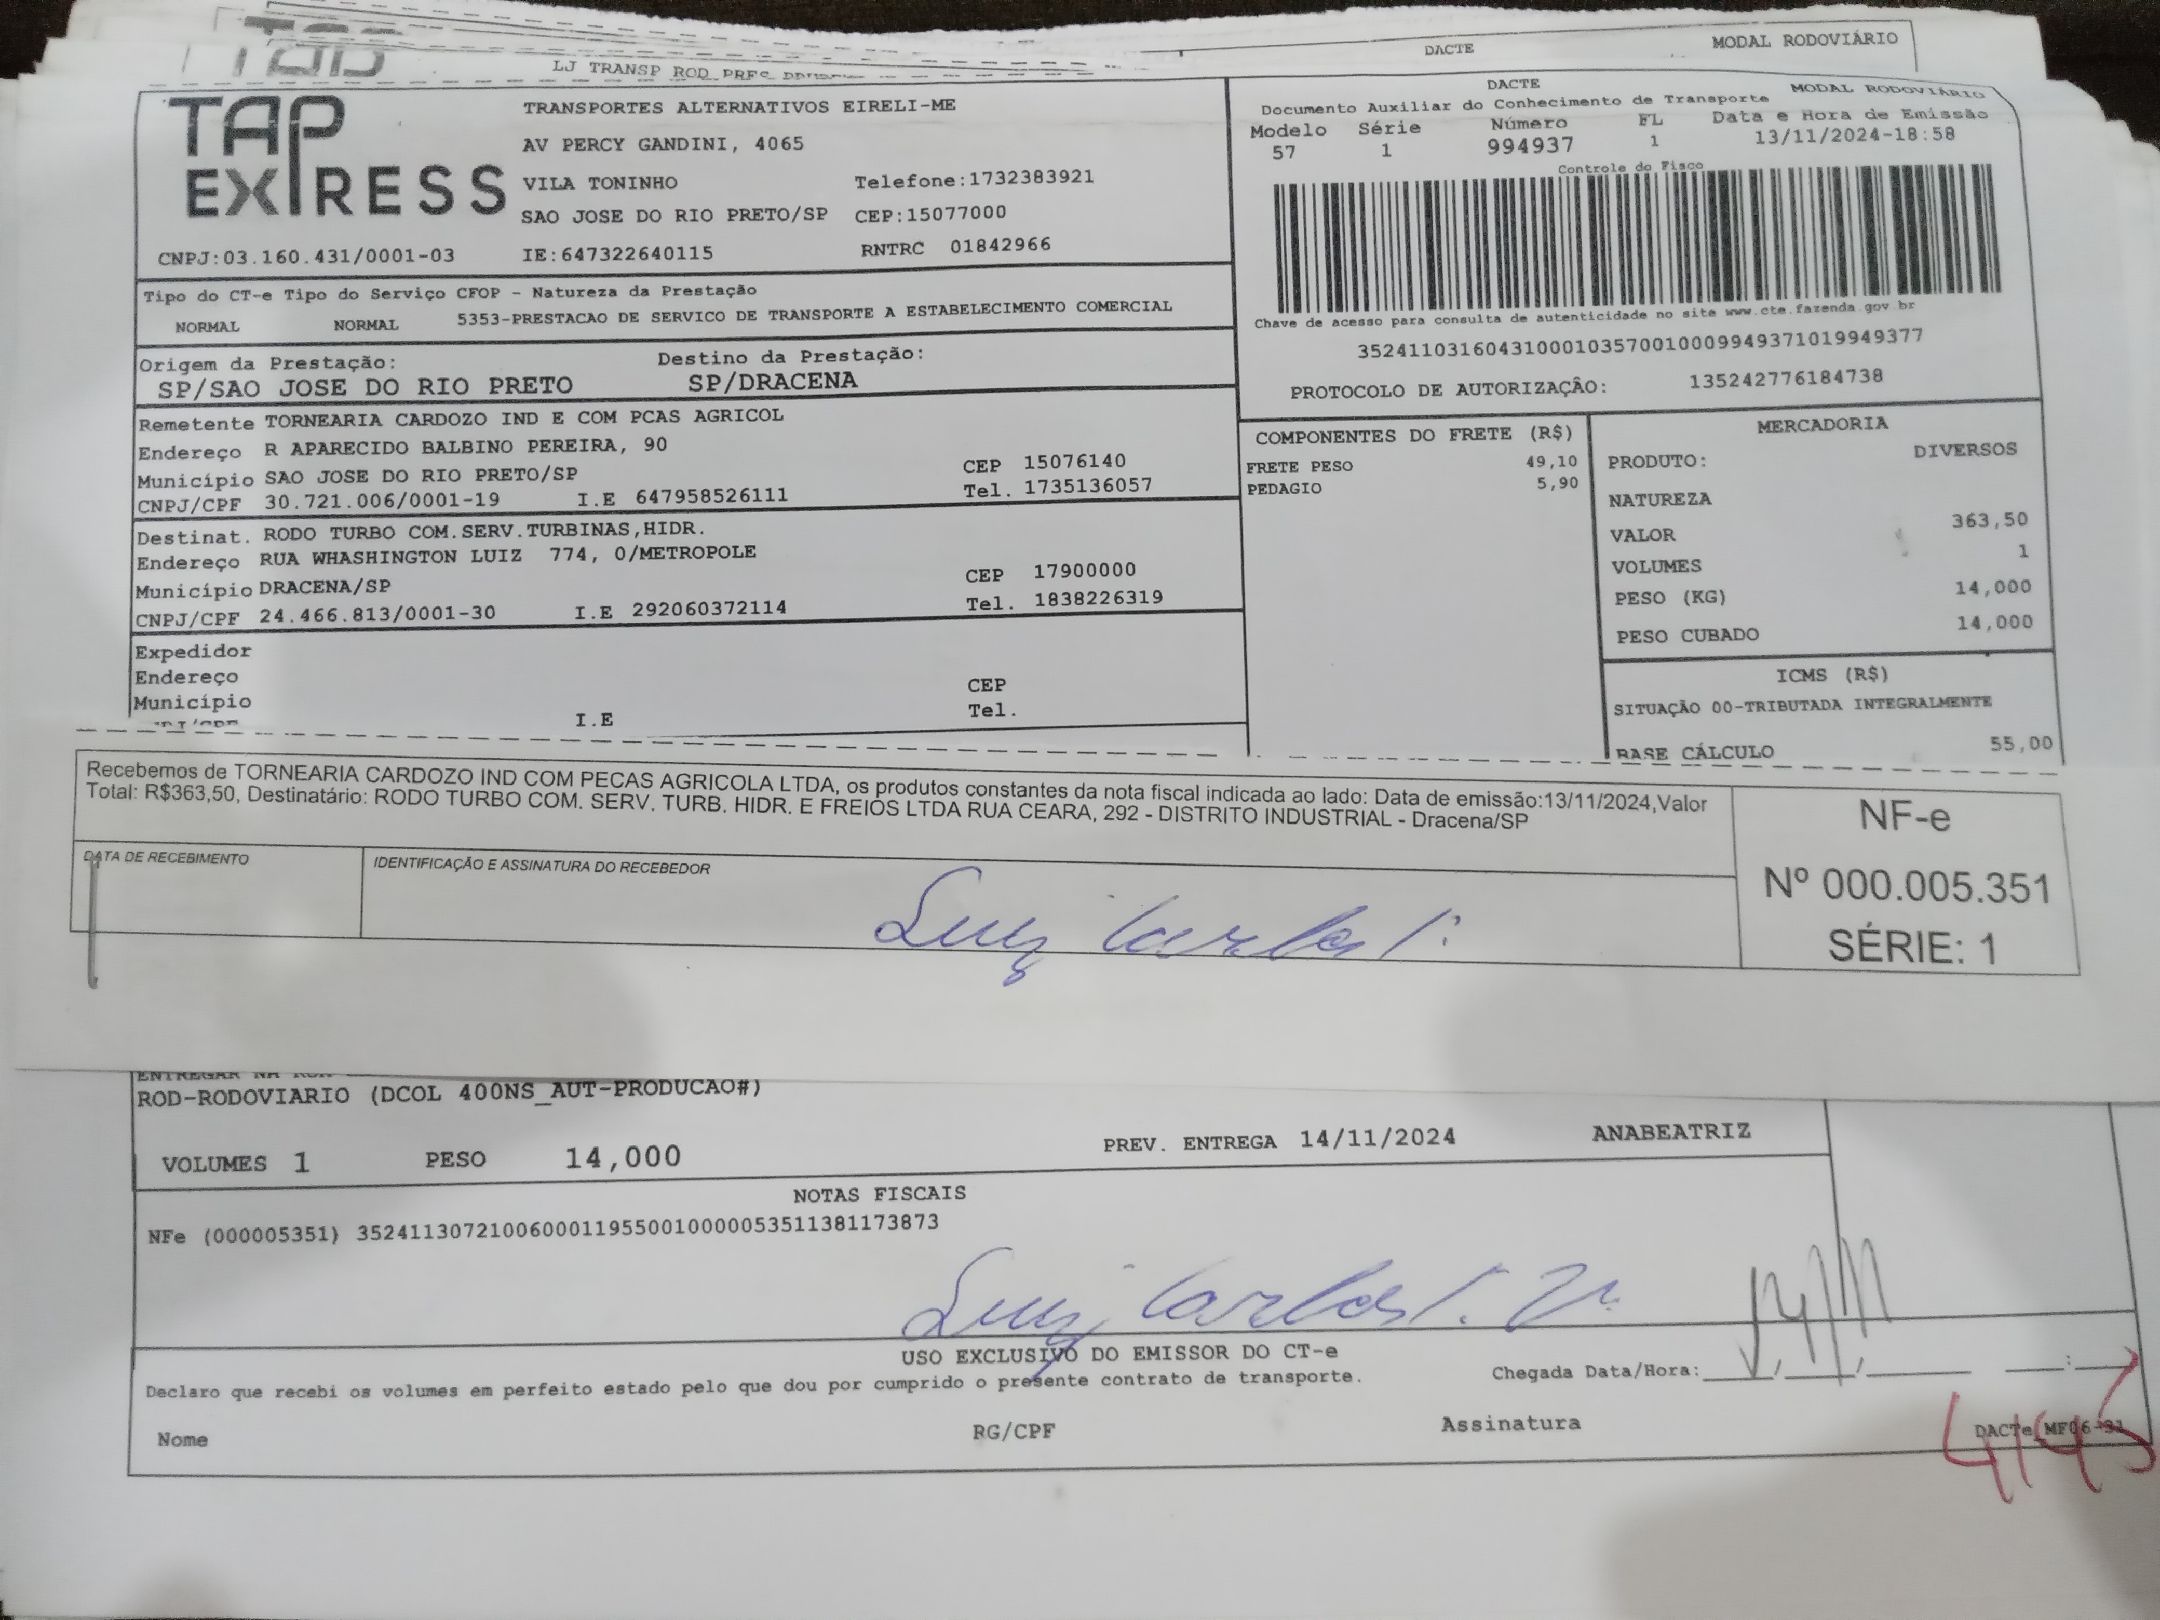 DACTE
MODAL RODOVIÁRIO
LJ TRANSP ROD
TAP EXPRESS
TRANSPORTES ALTERNATIVOS EIRELI-ME
AV PERCY GANDINI, 4065
VILA TONINHO Telefone:1732383921
SAO JOSE DO RIO PRETO/SP CEP:15077000
CNPJ:03.160.431/0001-03 IE:647322640115 RNTRC 01842966
DACTE MODAL RODOVIÁRIO
Documento Auxiliar do Conhecimento de Transporte
Modelo Série Número FL Data e Hora de Emissão
57 1 994937 1 13/11/2024-18:58
Controle do Fisco
Chave de acesso para consulta de autenticidade no site www.cte.fazenda.gov.br
35241103160431000103570010009949371019949377
PROTOCOLO DE AUTORIZAÇÃO: 135242776184738
Tipo do CT-e Tipo do Serviço CFOP - Natureza da Prestação
NORMAL NORMAL 5353-PRESTACAO DE SERVICO DE TRANSPORTE A ESTABELECIMENTO COMERCIAL
Origem da Prestação: Destino da Prestação:
SP/SAO JOSE DO RIO PRETO SP/DRACENA
Remetente TORNEARIA CARDOZO IND E COM PCAS AGRICOL
Endereço R APARECIDO BALBINO PEREIRA, 90
Município SAO JOSE DO RIO PRETO/SP CEP 15076140
CNPJ/CPF 30.721.006/0001-19 I.E 647958526111 Tel. 1735136057
Destinat. RODO TURBO COM.SERV.TURBINAS,HIDR.
Endereço RUA WHASHINGTON LUIZ 774, 0/METROPOLE
Município DRACENA/SP CEP 17900000
CNPJ/CPF 24.466.813/0001-30 I.E 292060372114 Tel. 1838226319
Expedidor
Endereço
Município CEP
I.E Tel.
COMPONENTES DO FRETE (R$)
FRETE PESO 49,10
PEDAGIO 5,90
MERCADORIA
PRODUTO: DIVERSOS
NATUREZA
VALOR 363,50
VOLUMES 1
PESO (KG) 14,000
PESO CUBADO 14,000
ICMS (R$)
SITUAÇÃO 00-TRIBUTADA INTEGRALMENTE
BASE CÁLCULO 55,00
Recebemos de TORNEARIA CARDOZO IND COM PECAS AGRICOLA LTDA, os produtos constantes da nota fiscal indicada ao lado: Data de emissão:13/11/2024,Valor
Total: R$363,50, Destinatário: RODO TURBO COM. SERV. TURB. HIDR. E FREIOS LTDA RUA CEARA, 292 - DISTRITO INDUSTRIAL - Dracena/SP
DATA DE RECEBIMENTO IDENTIFICAÇÃO E ASSINATURA DO RECEBEDOR
Luiz Carlos
NF-e
Nº 000.005.351
SÉRIE: 1
ENTREGAR NA RUA
ROD-RODOVIARIO (DCOL 400NS_AUT-PRODUCAO#)
VOLUMES 1 PESO 14,000 PREV. ENTREGA 14/11/2024 ANABEATRIZ
NOTAS FISCAIS
NFe (000005351) 35241130721006000119550010000053511381173873
Luiz Carlos
14/11
USO EXCLUSIVO DO EMISSOR DO CT-e
Declaro que recebi os volumes em perfeito estado pelo que dou por cumprido o presente contrato de transporte.
Chegada Data/Hora:
Nome RG/CPF Assinatura DACTe MF06